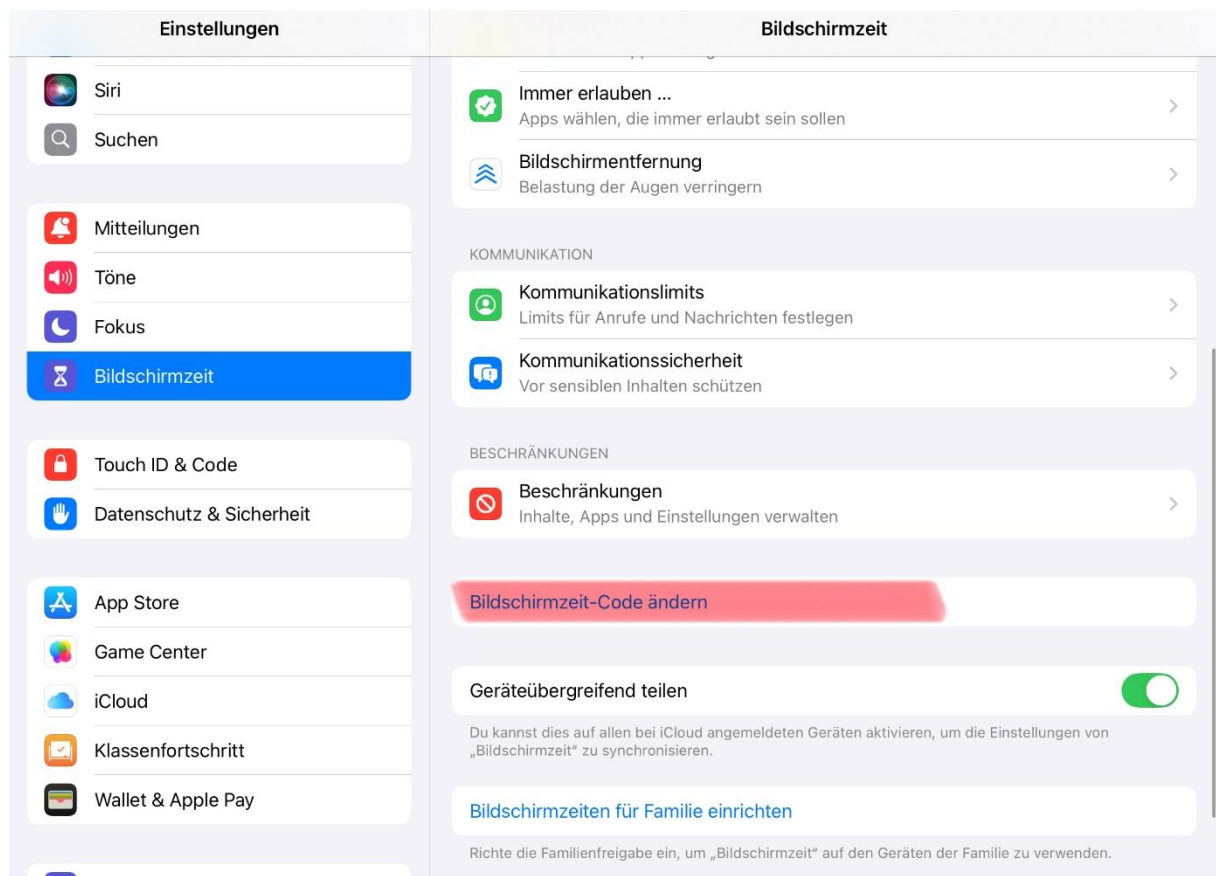 Einstellungen
Siri
Suchen
Mitteilungen
Töne
Fokus
Bildschirmzeit
Touch ID & Code
Datenschutz & Sicherheit
App Store
Game Center
iCloud
Klassenfortschritt
Wallet & Apple Pay
Bildschirmzeit
Immer erlauben ...
Apps wählen, die immer erlaubt sein sollen
Bildschirmentfernung
Belastung der Augen verringern
KOMMUNIKATION
Kommunikationslimits
Limits für Anrufe und Nachrichten festlegen
Kommunikationssicherheit
Vor sensiblen Inhalten schützen
BESCHRÄNKUNGEN
Beschränkungen
Inhalte, Apps und Einstellungen verwalten
Bildschirmzeit-Code ändern
Geräteübergreifend teilen
Du kannst dies auf allen bei iCloud angemeldeten Geräten aktivieren, um die Einstellungen von
„Bildschirmzeit“ zu synchronisieren.
Bildschirmzeiten für Familie einrichten
Richte die Familienfreigabe ein, um „Bildschirmzeit“ auf den Geräten der Familie zu verwenden.